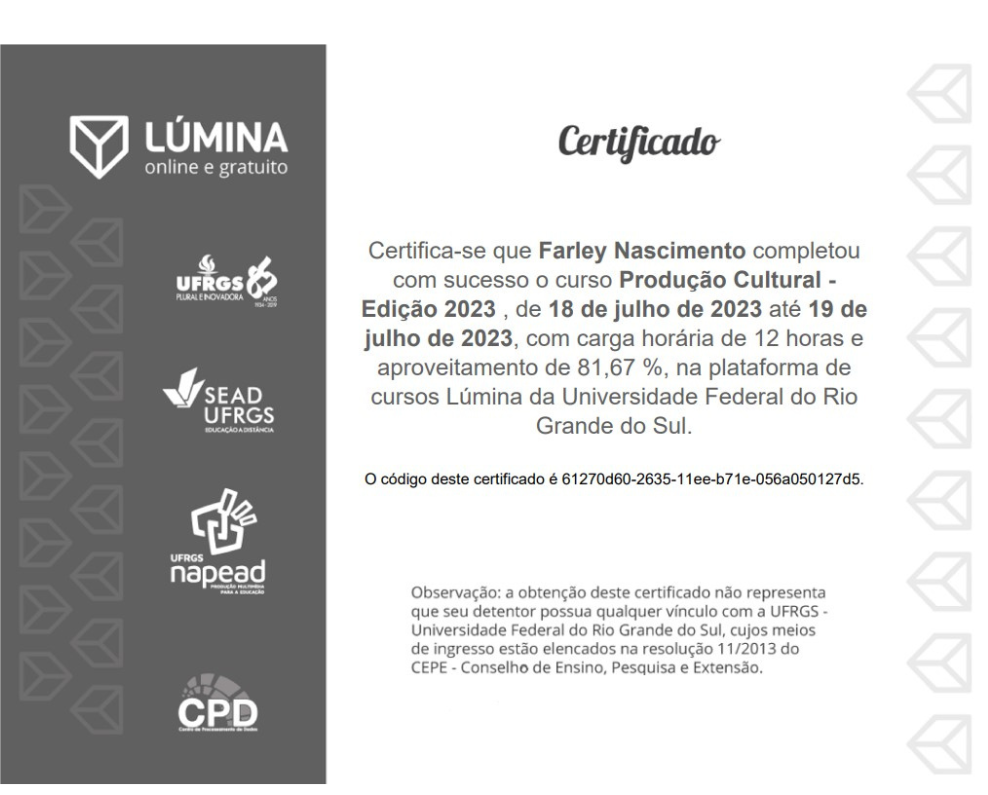 LÚMINA
online e gratuito
UFRGS
PLURAL E INOVADORA
85 ANOS
1934 - 2019
SEAD
UFRGS
EDUCAÇÃO A DISTÂNCIA
UFRGS
napead
PRODUÇÃO MULTIMÍDIA
PARA A EDUCAÇÃO
CPD
Centro de Processamento de Dados
Certificado
Certifica-se que Farley Nascimento completou
com sucesso o curso Produção Cultural -
Edição 2023 , de 18 de julho de 2023 até 19 de
julho de 2023, com carga horária de 12 horas e
aproveitamento de 81,67 %, na plataforma de
cursos Lúmina da Universidade Federal do Rio
Grande do Sul.
O código deste certificado é 61270d60-2635-11ee-b71e-056a050127d5.
Observação: a obtenção deste certificado não representa
que seu detentor possua qualquer vínculo com a UFRGS -
Universidade Federal do Rio Grande do Sul, cujos meios
de ingresso estão elencados na resolução 11/2013 do
CEPE - Conselho de Ensino, Pesquisa e Extensão.